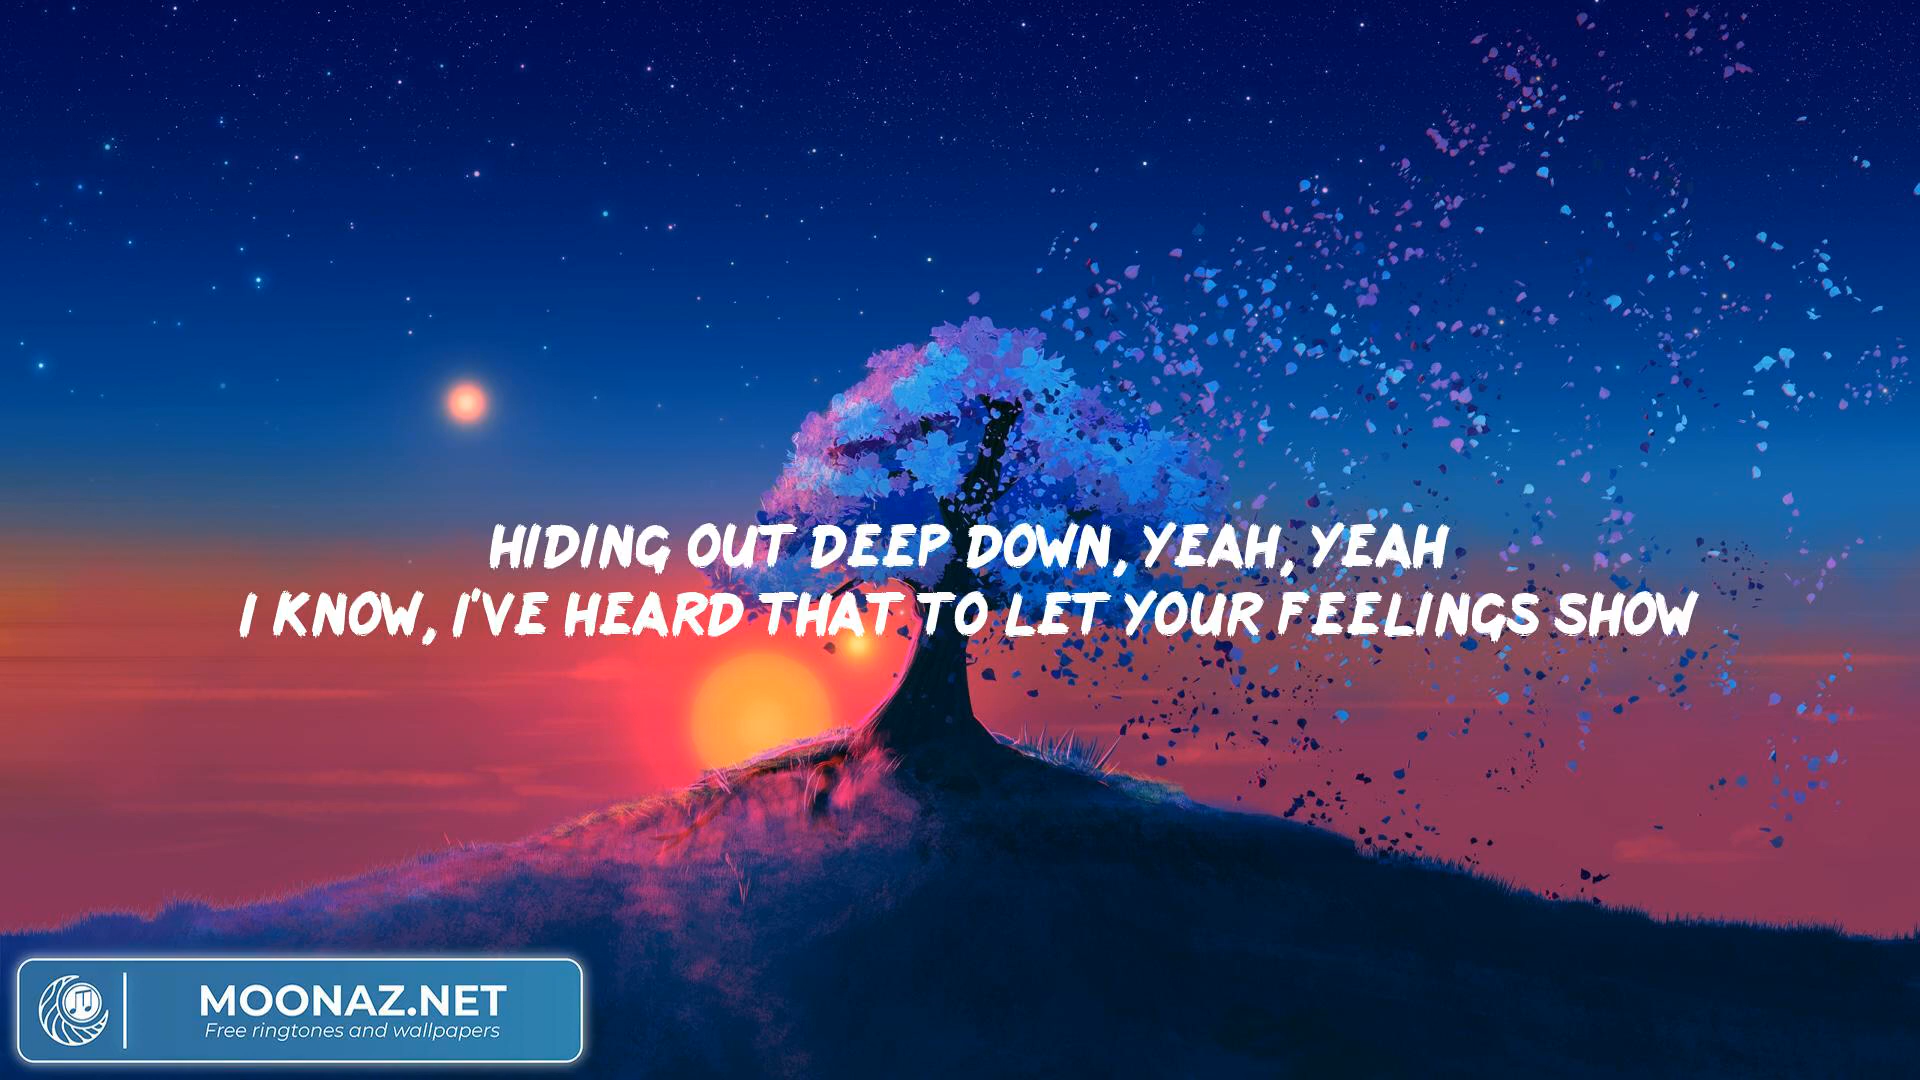 HIDING OUT DEEP DOWN, YEAH, YEAH
I KNOW, I'VE HEARD THAT TO LET YOUR FEELINGS SHOW
MOONAZ.NET
Free ringtones and wallpapers